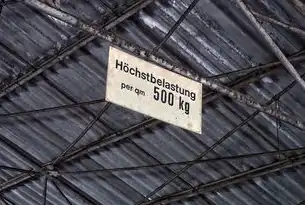 Höchstbelastung
per qm 500 kg